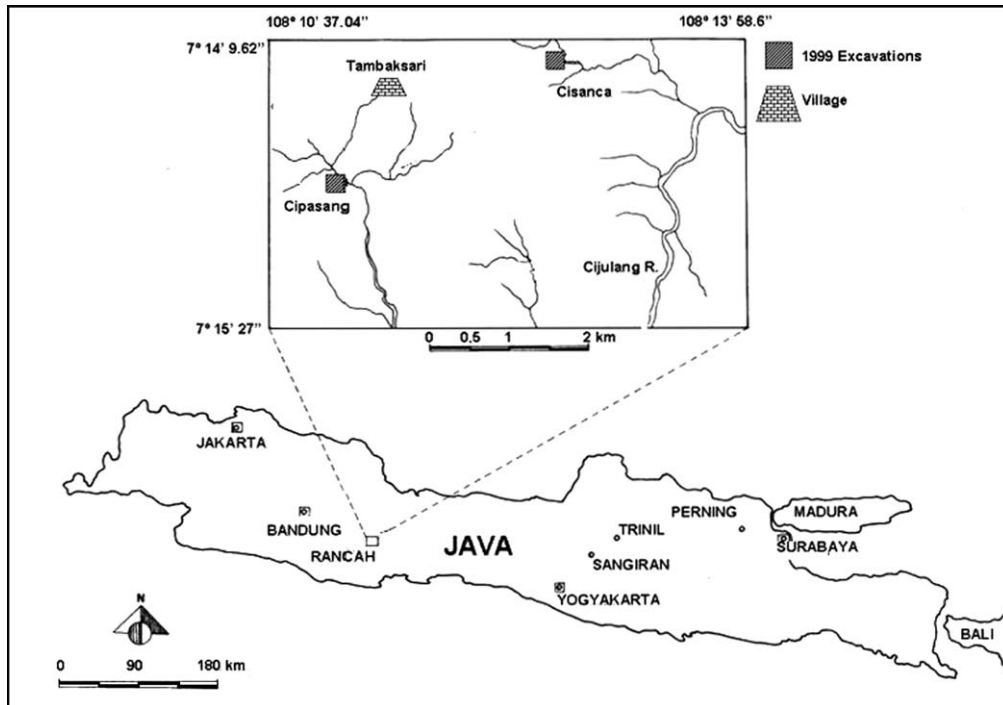 108° 10' 37.04"
108° 13' 58.6"
7° 14' 9.62"
Tambaksari
Cisanca
1999 Excavations
Village
Cipasang
Cijulang R.
7° 15' 27"
0 0.5 1 2 km
JAKARTA
BANDUNG
RANCAH
JAVA
TRINIL
SANGIRAN
YOGYAKARTA
PERNING
MADURA
SURABAYA
BALI
N
0 90 180 km